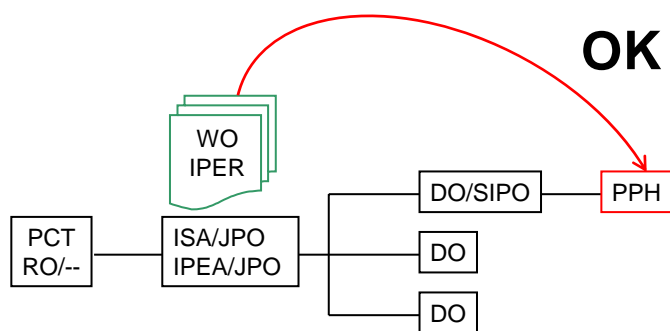 OK
WO
IPER
DO/SIPO
PPH
PCT
RO/--
ISA/JPO
IPEA/JPO
DO
DO